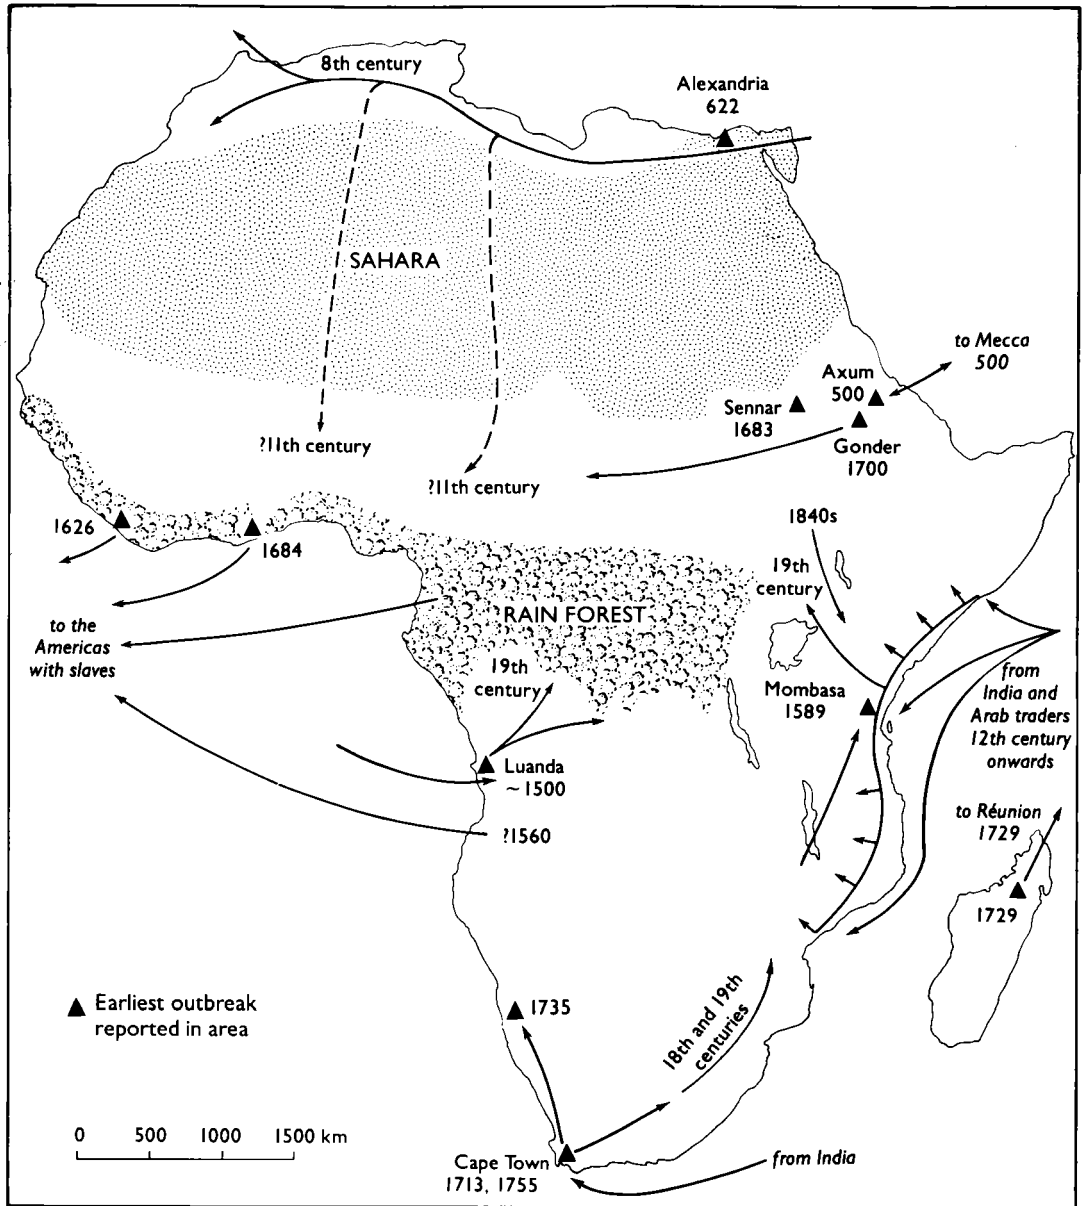 8th century
Alexandria
622
SAHARA
to Mecca
500
Axum
500
Sennar
1683
Gonder
1700
?11th century
?11th century
1626
1684
1840s
19th
century
RAIN FOREST
to the
Americas
with slaves
19th
century
Mombasa
1589
from
India and
Arab traders
12th century
onwards
Luanda
~1500
?1560
to Réunion
1729
1729
Earliest outbreak
reported in area
1735
18th and 19th
centuries
0 500 1000 1500 km
Cape Town
1713, 1755
from India